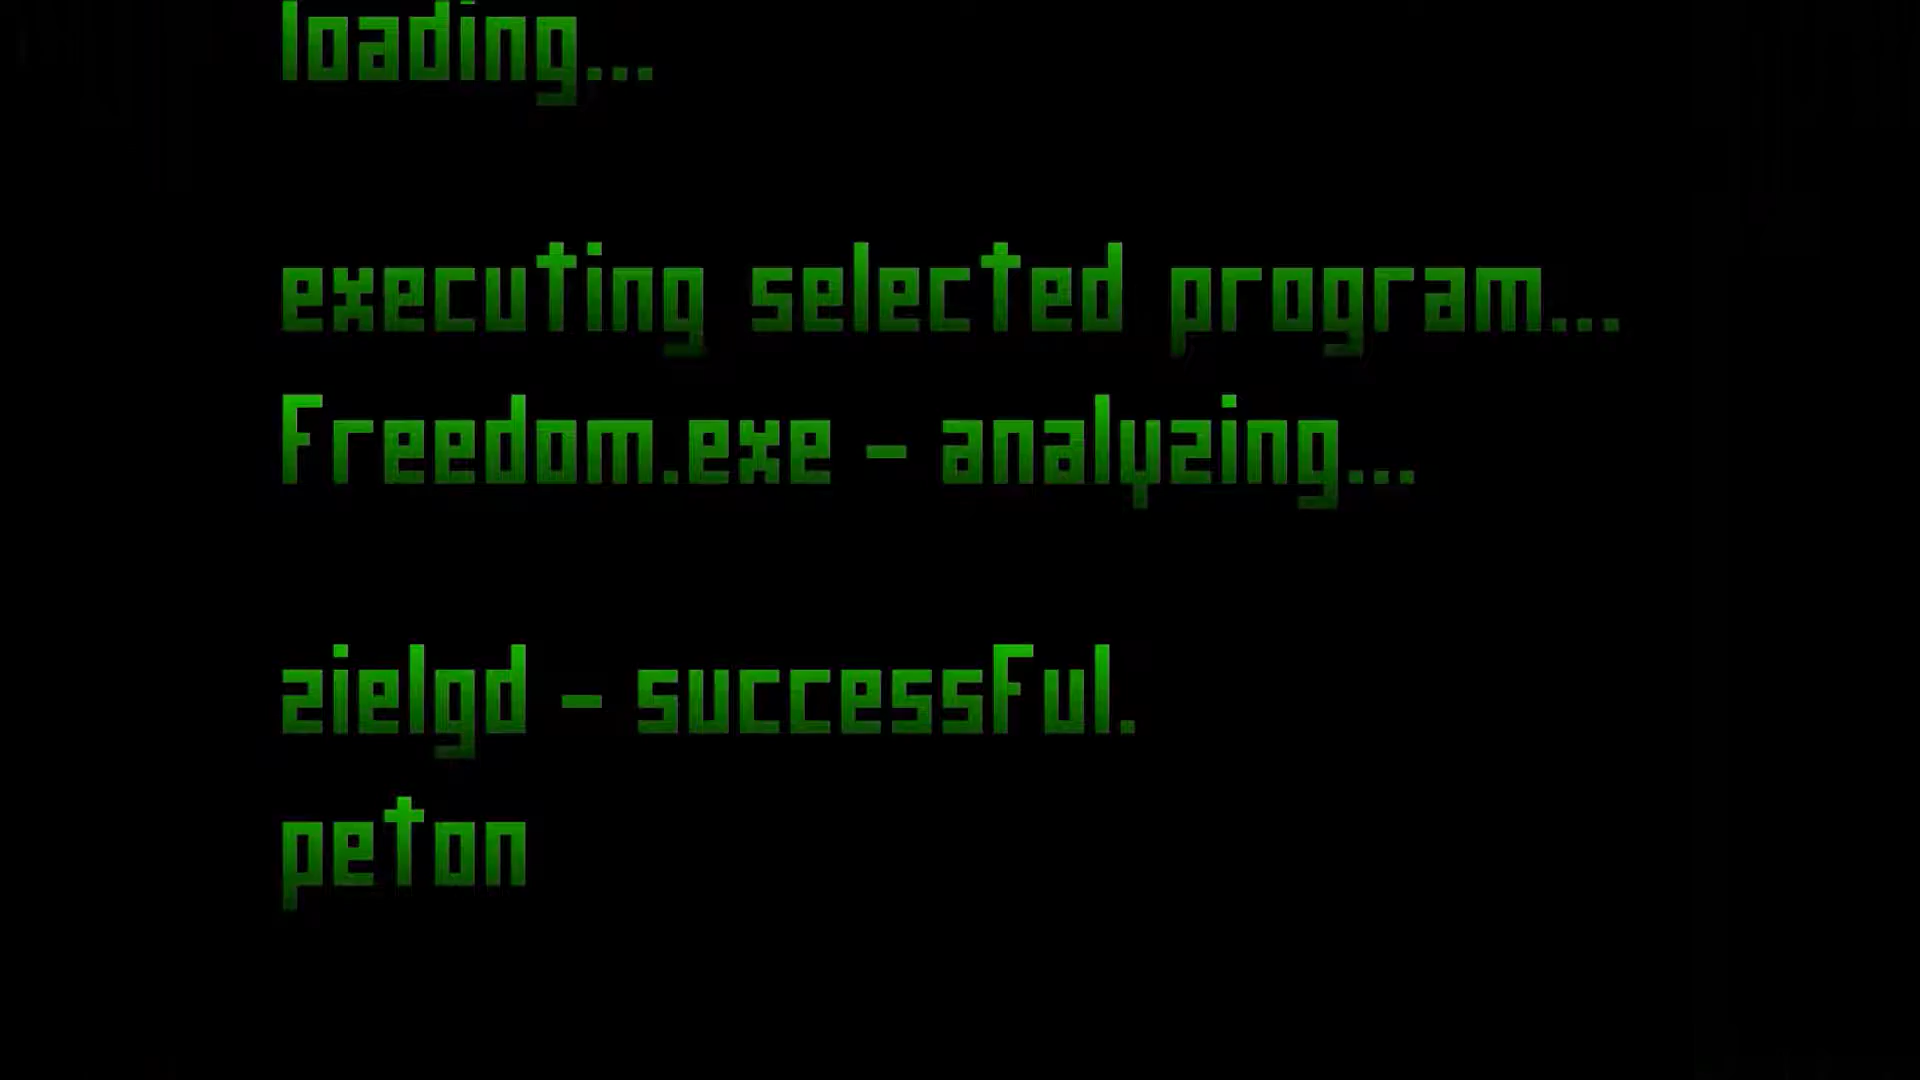 loading...
executing selected program...
Freedom.exe - analyzing...
zielgd - successful.
peton